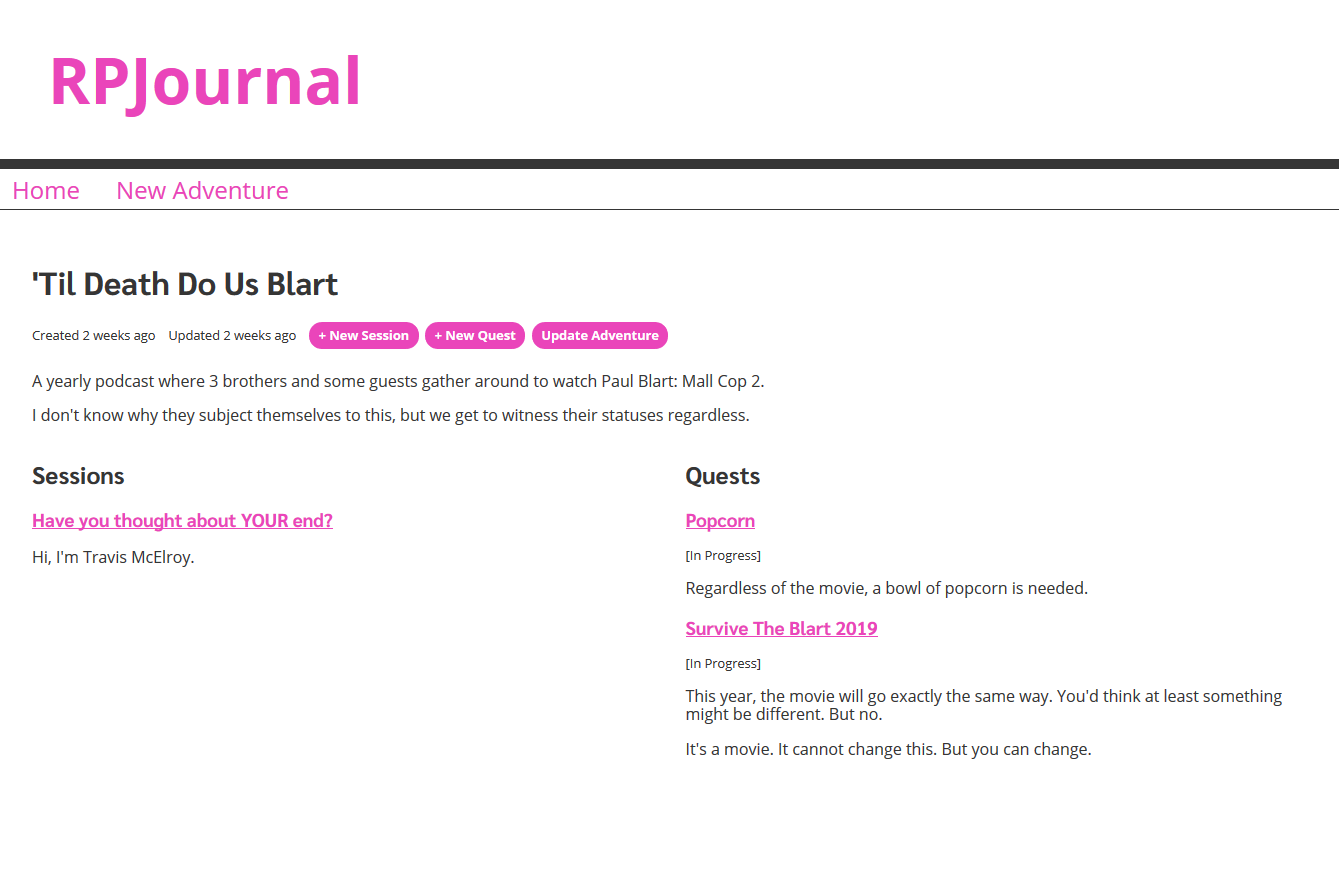 RPJournal
Home New Adventure
'Til Death Do Us Blart
Created 2 weeks ago Updated 2 weeks ago + New Session + New Quest Update Adventure
A yearly podcast where 3 brothers and some guests gather around to watch Paul Blart: Mall Cop 2.
I don't know why they subject themselves to this, but we get to witness their statuses regardless.
Sessions
Have you thought about YOUR end?
Hi, I'm Travis McElroy.
Quests
Popcorn
[In Progress]
Regardless of the movie, a bowl of popcorn is needed.
Survive The Blart 2019
[In Progress]
This year, the movie will go exactly the same way. You'd think at least something
might be different. But no.
It's a movie. It cannot change this. But you can change.